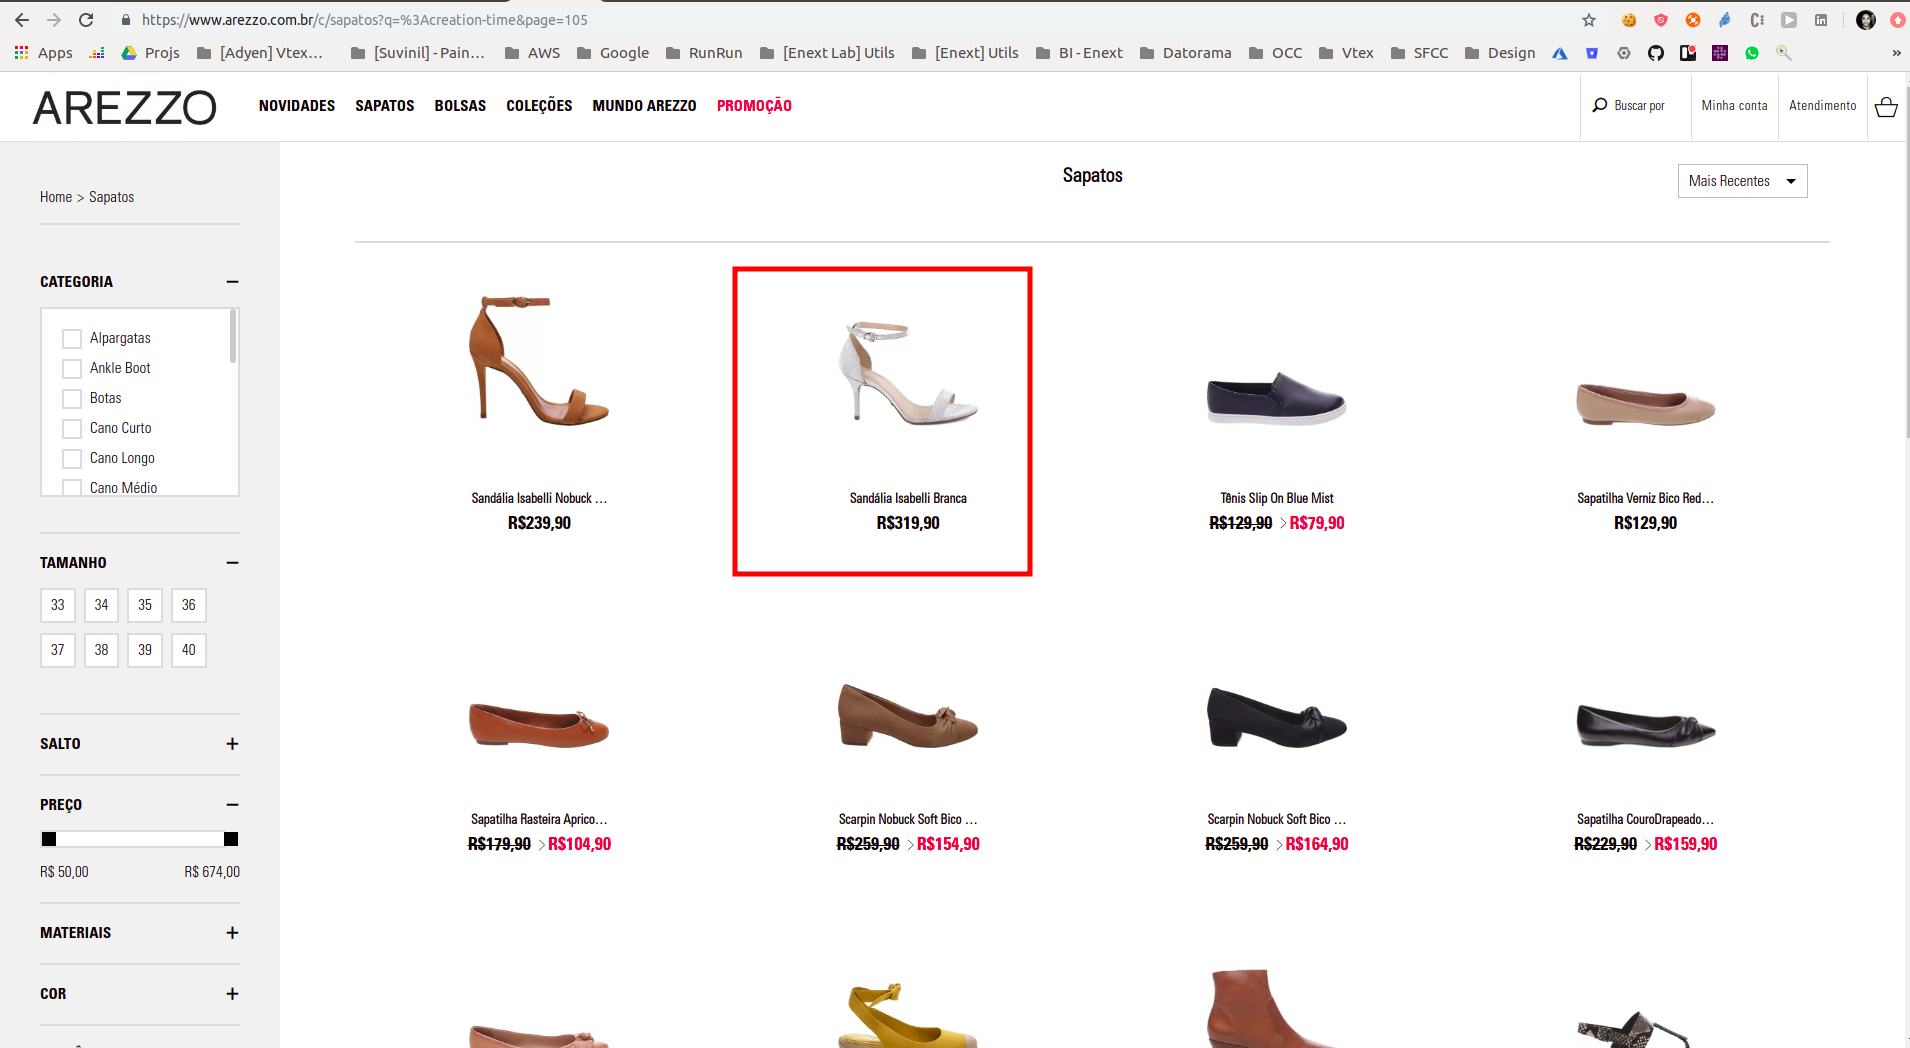 https://www.arezzo.com.br/c/sapatos?q=%3Acreation-time&page=105
Apps Projs [Adyen] Vtex... [Suvinil] - Pain... AWS Google RunRun [Enext Lab] Utils [Enext] Utils BI - Enext Datorama OCC Vtex SFCC Design »
AREZZO NOVIDADES SAPATOS BOLSAS COLEÇÕES MUNDO AREZZO PROMOÇÃO Buscar por Minha conta Atendimento
Sapatos
Mais Recentes
Home > Sapatos
CATEGORIA
Alpargatas
Ankle Boot
Botas
Cano Curto
Cano Longo
Cano Médio
TAMANHO
33 34 35 36
37 38 39 40
SALTO
PREÇO
R$ 50,00 R$ 674,00
MATERIAIS
COR
Sandália Isabelli Nobuck ...
R$239,90
Sandália Isabelli Branca
R$319,90
Tênis Slip On Blue Mist
R$129,90 > R$79,90
Sapatilha Verniz Bico Red...
R$129,90
Sapatilha Rasteira Aprico...
R$179,90 > R$104,90
Scarpin Nobuck Soft Bico ...
R$259,90 > R$154,90
Scarpin Nobuck Soft Bico ...
R$259,90 > R$164,90
Sapatilha CouroDrapeado...
R$229,90 > R$159,90